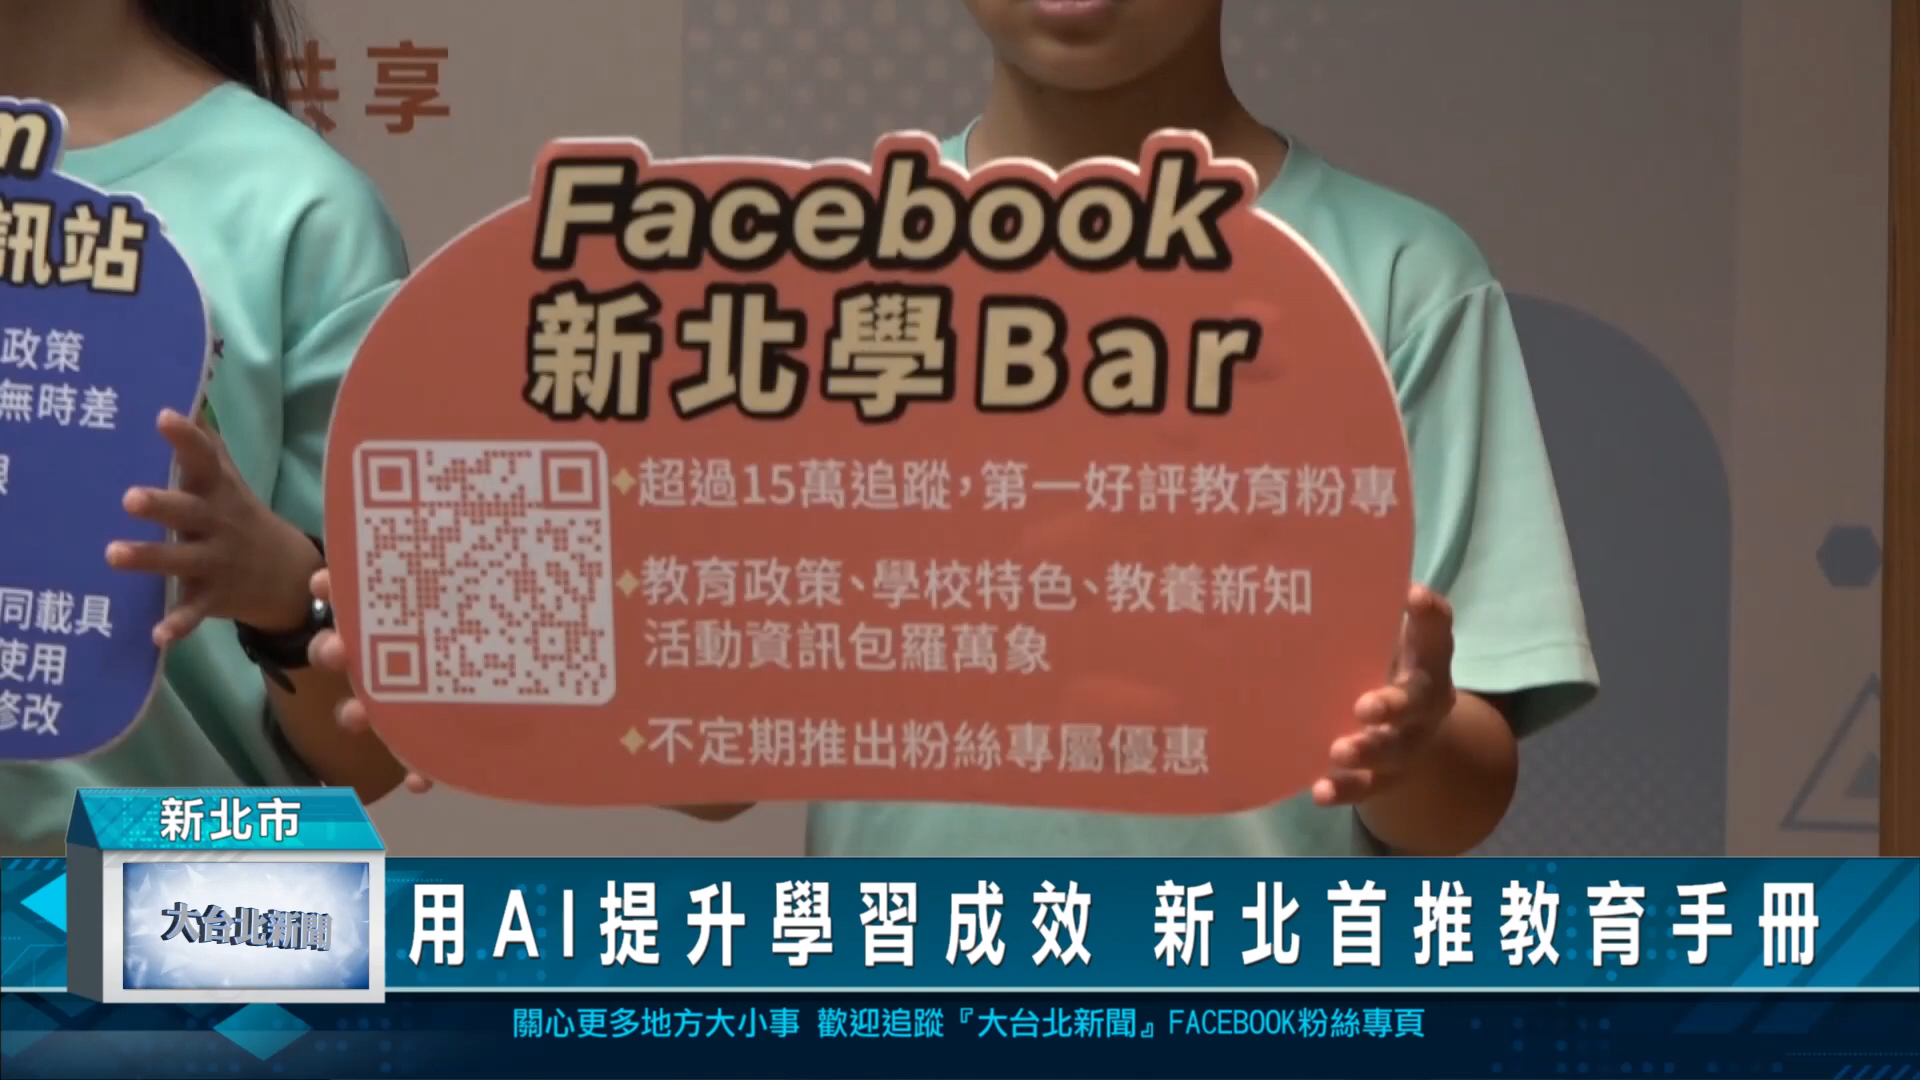 共享
m
訊站
政策
無時差
同載具
使用
修改
Facebook
新北學Bar
超過15萬追蹤,第一好評教育粉專
教育政策、學校特色、教養新知
活動資訊包羅萬象
不定期推出粉絲專屬優惠
新北市
大台北新聞
用AI提升學習成效 新北首推教育手冊
關心更多地方大小事 歡迎追蹤『大台北新聞』FACEBOOK粉絲專頁